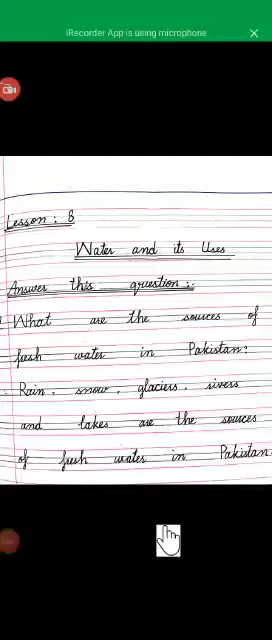 iRecorder App is using microphone
Lesson : 8
Water and its Uses
Answer this question :-
What are the sources of
fresh water in Pakistan?
Rain, snow, glaciers, rivers
and lakes are the sources
of fresh water in Pakistan.